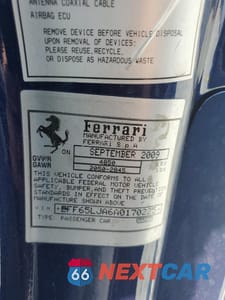 ANTENNA COAXIAL CABLE
AIRBAG ECU
REMOVE DEVICE BEFORE VEHICLE DISPOSAL
UPON REMOVAL OF DEVICES:
PLEASE REUSE, RECYCLE,
OR DISPOSE AS HAZARDOUS WASTE
Ferrari
MANUFACTURED BY
FERRARI S.p.A.
ON SEPTEMBER 2009
GVWR 4850
GAWR 2050-2845
THIS VEHICLE CONFORMS TO ALL
APPLICABLE FEDERAL MOTOR VEHICLE
SAFETY, BUMPER, AND THEFT PREVENTION
STANDARDS IN EFFECT ON THE DATE OF
MANUFACTURE SHOWN ABOVE
V.I.N.
TYPE PASSENGER CAR
66 NEXTCAR